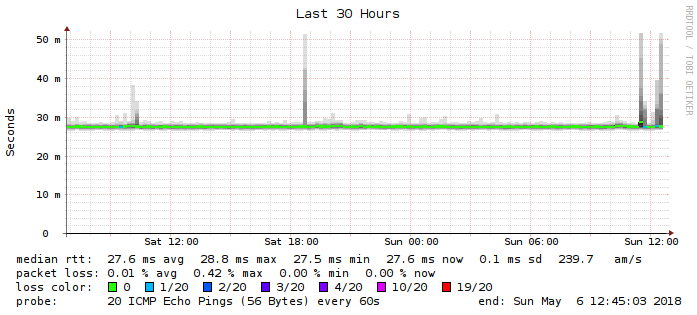 Last 30 Hours
RRDTOOL / TOBI OETIKER
Seconds
50 m
40 m
30 m
20 m
10 m
0
Sat 12:00 Sat 18:00 Sun 00:00 Sun 06:00 Sun 12:00
median rtt: 27.6 ms avg 28.8 ms max 27.5 ms min 27.6 ms now 0.1 ms sd 239.7 am/s
packet loss: 0.01 % avg 0.42 % max 0.00 % min 0.00 % now
loss color: 0 1/20 2/20 3/20 4/20 10/20 19/20
probe: 20 ICMP Echo Pings (56 Bytes) every 60s end: Sun May 6 12:45:03 2018